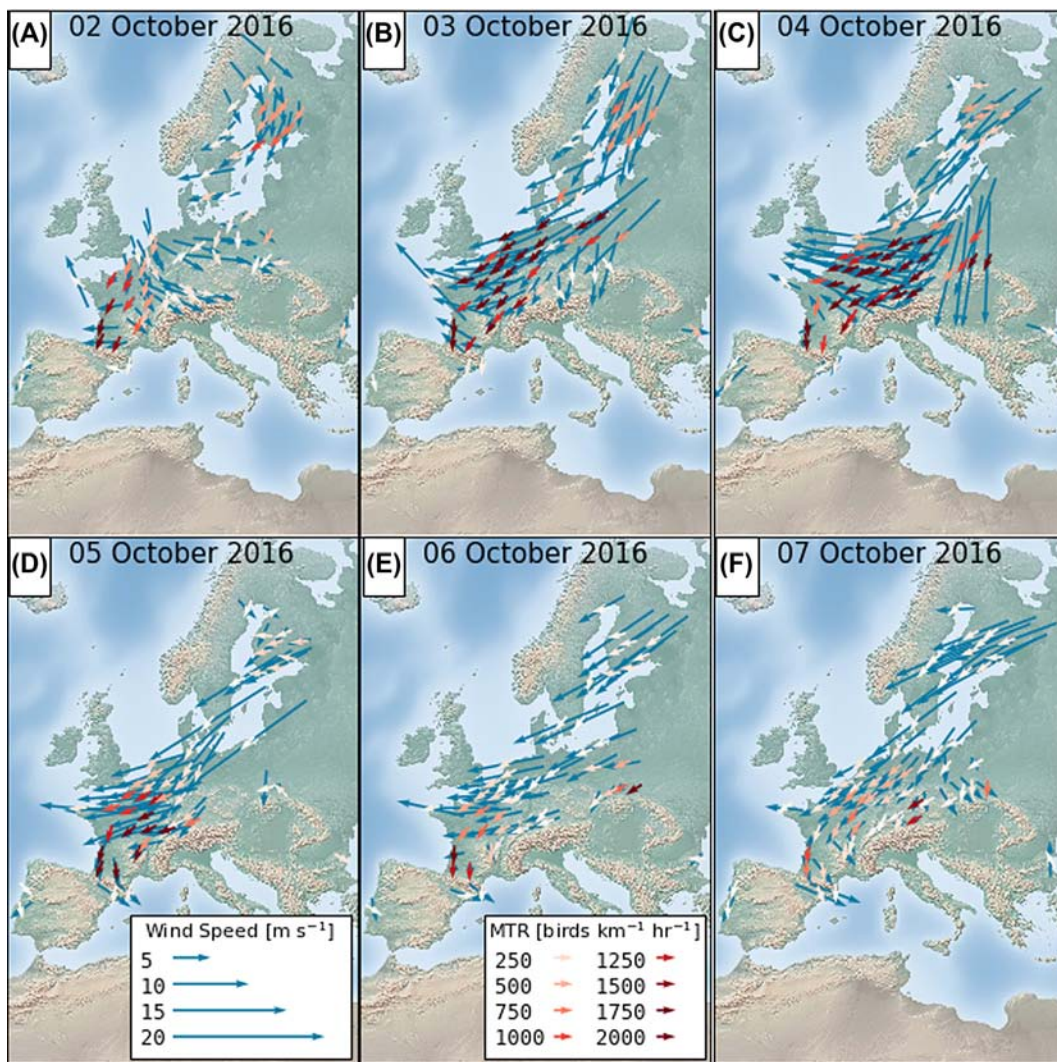 (A) 02 October 2016
(B) 03 October 2016
(C) 04 October 2016
(D) 05 October 2016
(E) 06 October 2016
(F) 07 October 2016
Wind Speed [m s⁻¹]
5
10
15
20
MTR [birds km⁻¹ hr⁻¹]
250 1250
500 1500
750 1750
1000 2000